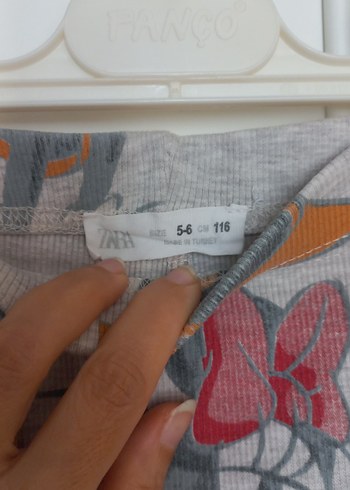 FANÇO
ZARA SIZE 5-6 CM 116
MADE IN TURKEY